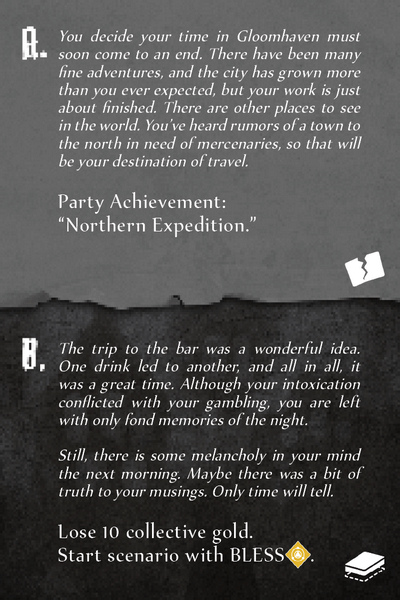 A.
You decide your time in Gloomhaven must
soon come to an end. There have been many
fine adventures, and the city has grown more
than you ever expected, but your work is just
about finished. There are other places to see
in the world. You've heard rumors of a town to
the north in need of mercenaries, so that will
be your destination of travel.
Party Achievement:
“Northern Expedition.”
B.
The trip to the bar was a wonderful idea.
One drink led to another, and all in all, it
was a great time. Although your intoxication
conflicted with your gambling, you are left
with only fond memories of the night.
Still, there is some melancholy in your mind
the next morning. Maybe there was a bit of
truth to your musings. Only time will tell.
Lose 10 collective gold.
Start scenario with BLESS.